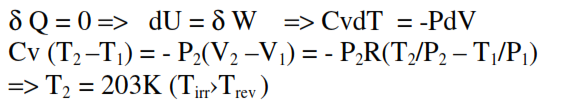 δ Q = 0 => dU = δ W => CvdT = -PdV
Cv (T₂ –T₁) = - P₂(V₂ –V₁) = - P₂R(T₂/P₂ – T₁/P₁)
=> T₂ = 203K (Tᵢᵣᵣ›Tᵣₑᵥ )